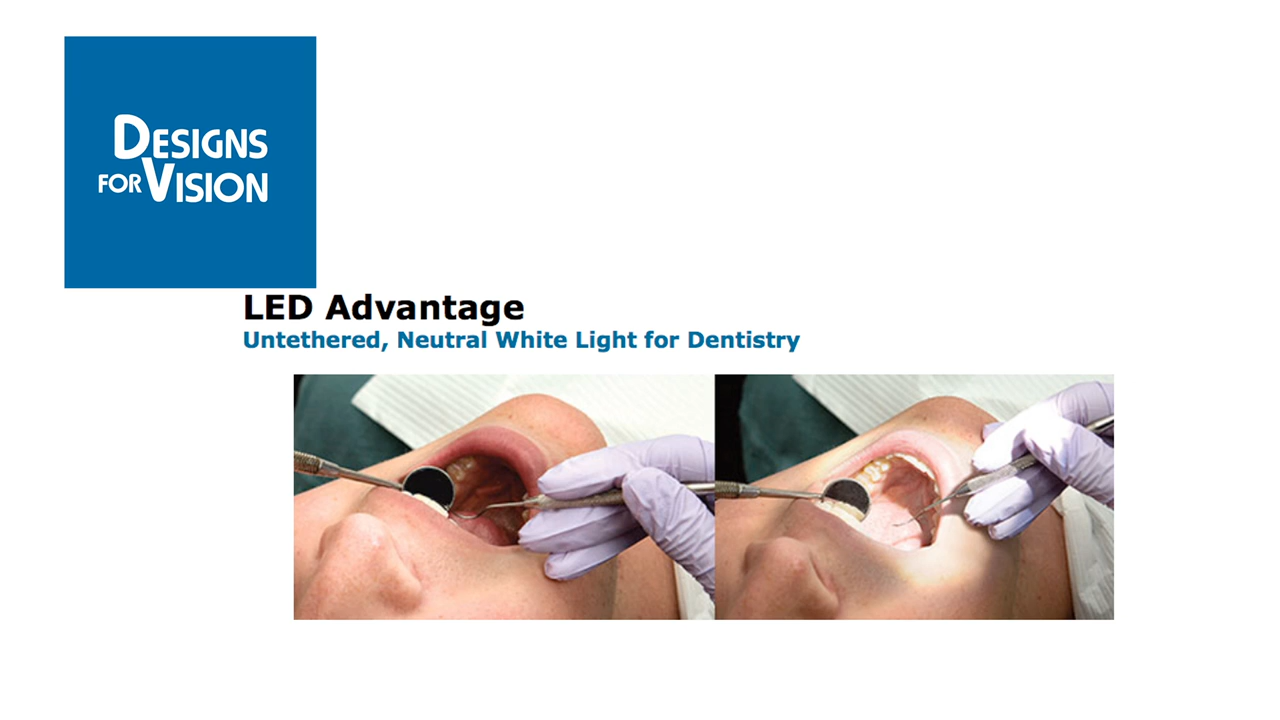 DESIGNS
FOR VISION
LED Advantage
Untethered, Neutral White Light for Dentistry